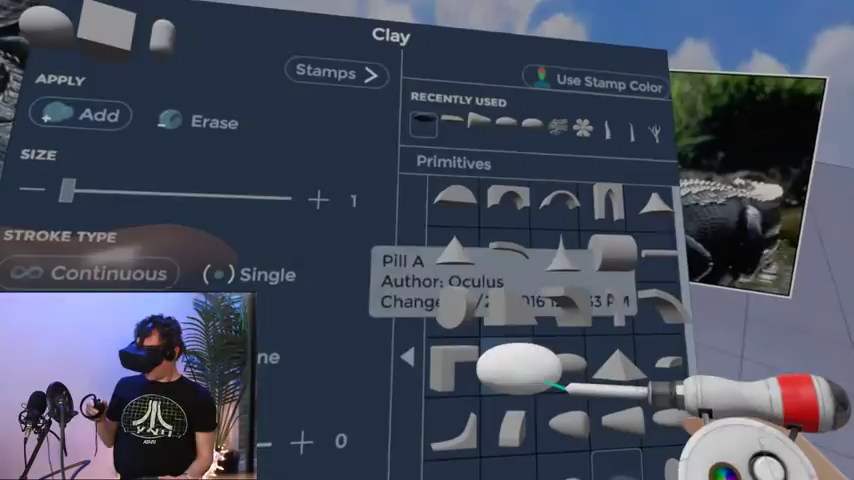 Clay
Stamps
APPLY
Add
Erase
SIZE
1
STROKE TYPE
Continuous
Single
0
Use Stamp Color
RECENTLY USED
Primitives
Pill A
Author: Oculus